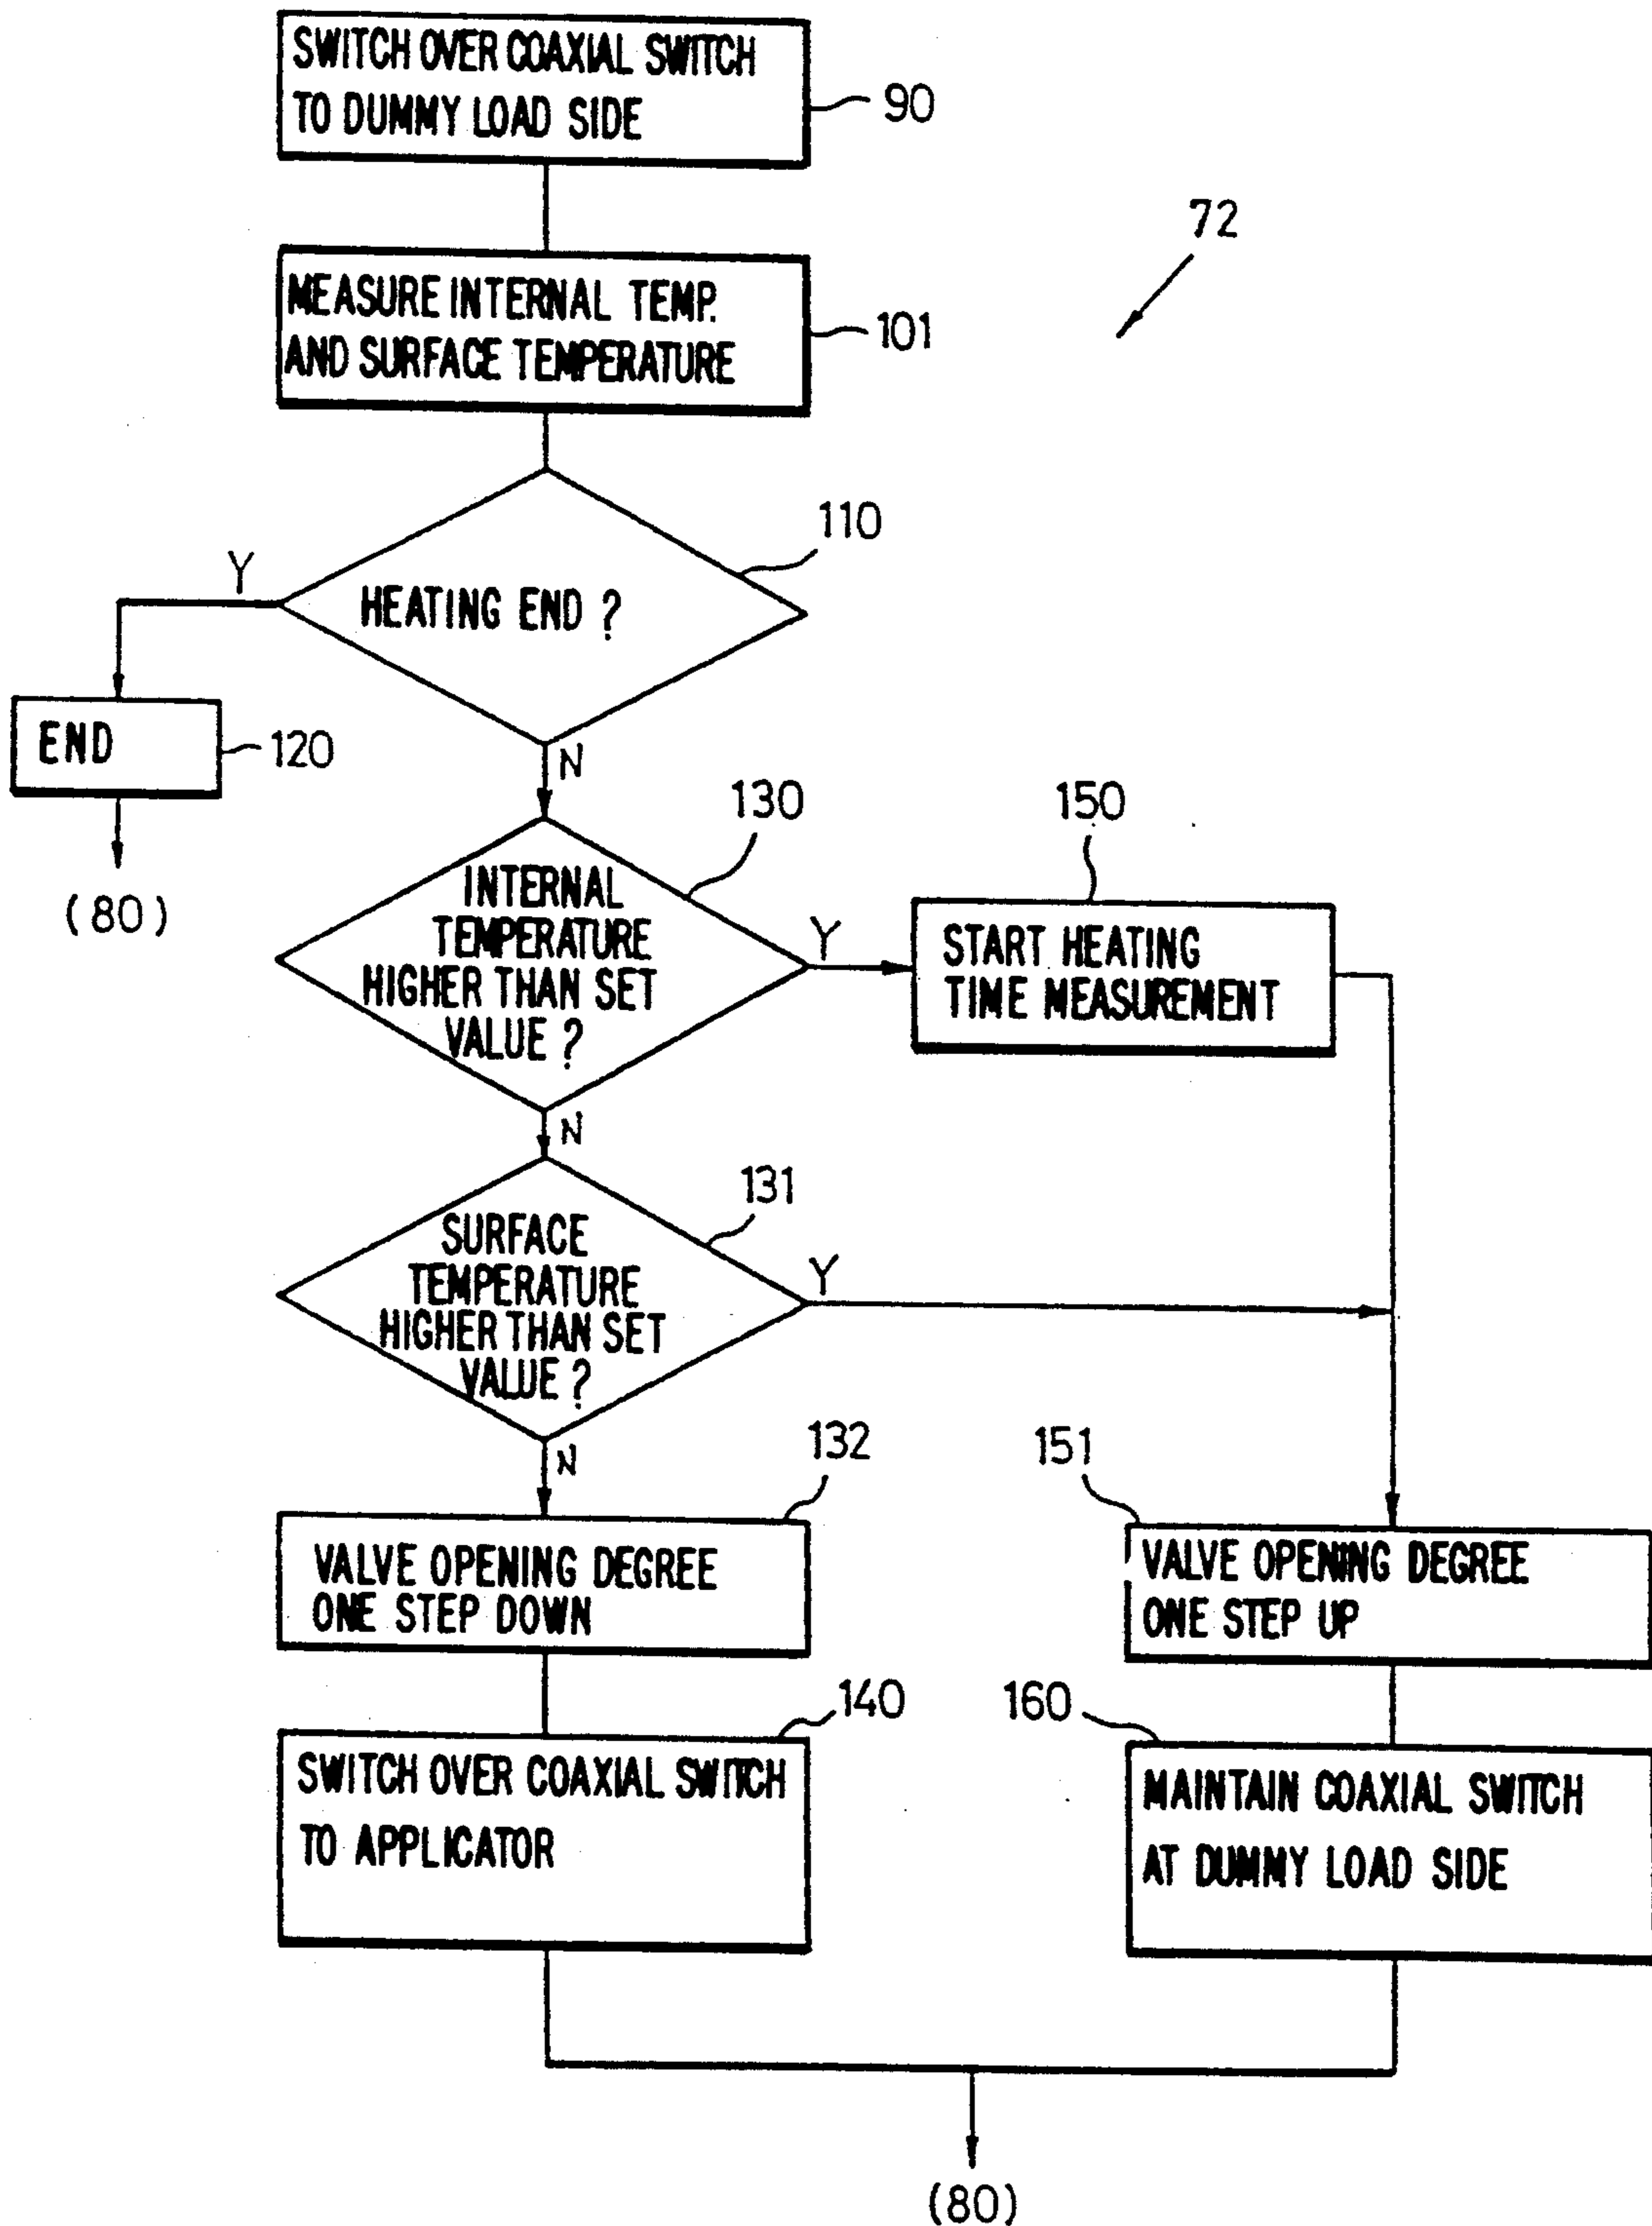 SWITCH OVER COAXIAL SWITCH
TO DUMMY LOAD SIDE
90
72
MEASURE INTERNAL TEMP.
AND SURFACE TEMPERATURE
101
110
Y
HEATING END ?
END
120
N
(80)
130
150
INTERNAL
TEMPERATURE
HIGHER THAN SET
VALUE ?
Y
START HEATING
TIME MEASUREMENT
N
131
SURFACE
TEMPERATURE
HIGHER THAN SET
VALUE ?
Y
N
132
151
VALVE OPENING DEGREE
ONE STEP DOWN
VALVE OPENING DEGREE
ONE STEP UP
140
160
SWITCH OVER COAXIAL SWITCH
TO APPLICATOR
MAINTAIN COAXIAL SWITCH
AT DUMMY LOAD SIDE
(80)